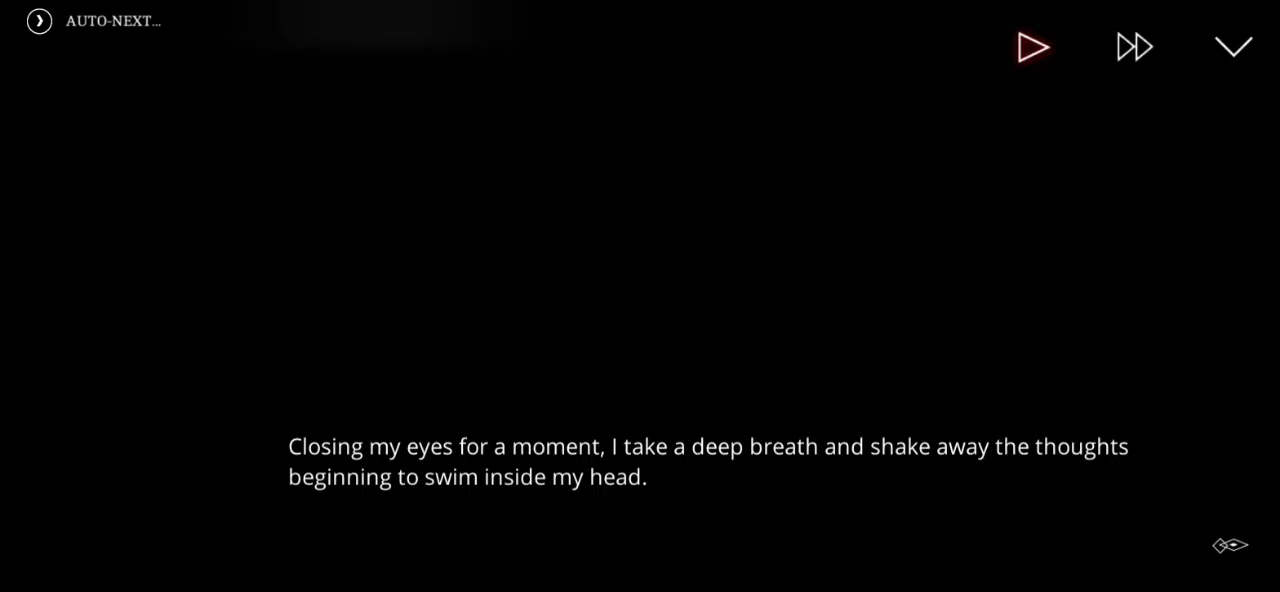 AUTO-NEXT...
Closing my eyes for a moment, I take a deep breath and shake away the thoughts
beginning to swim inside my head.